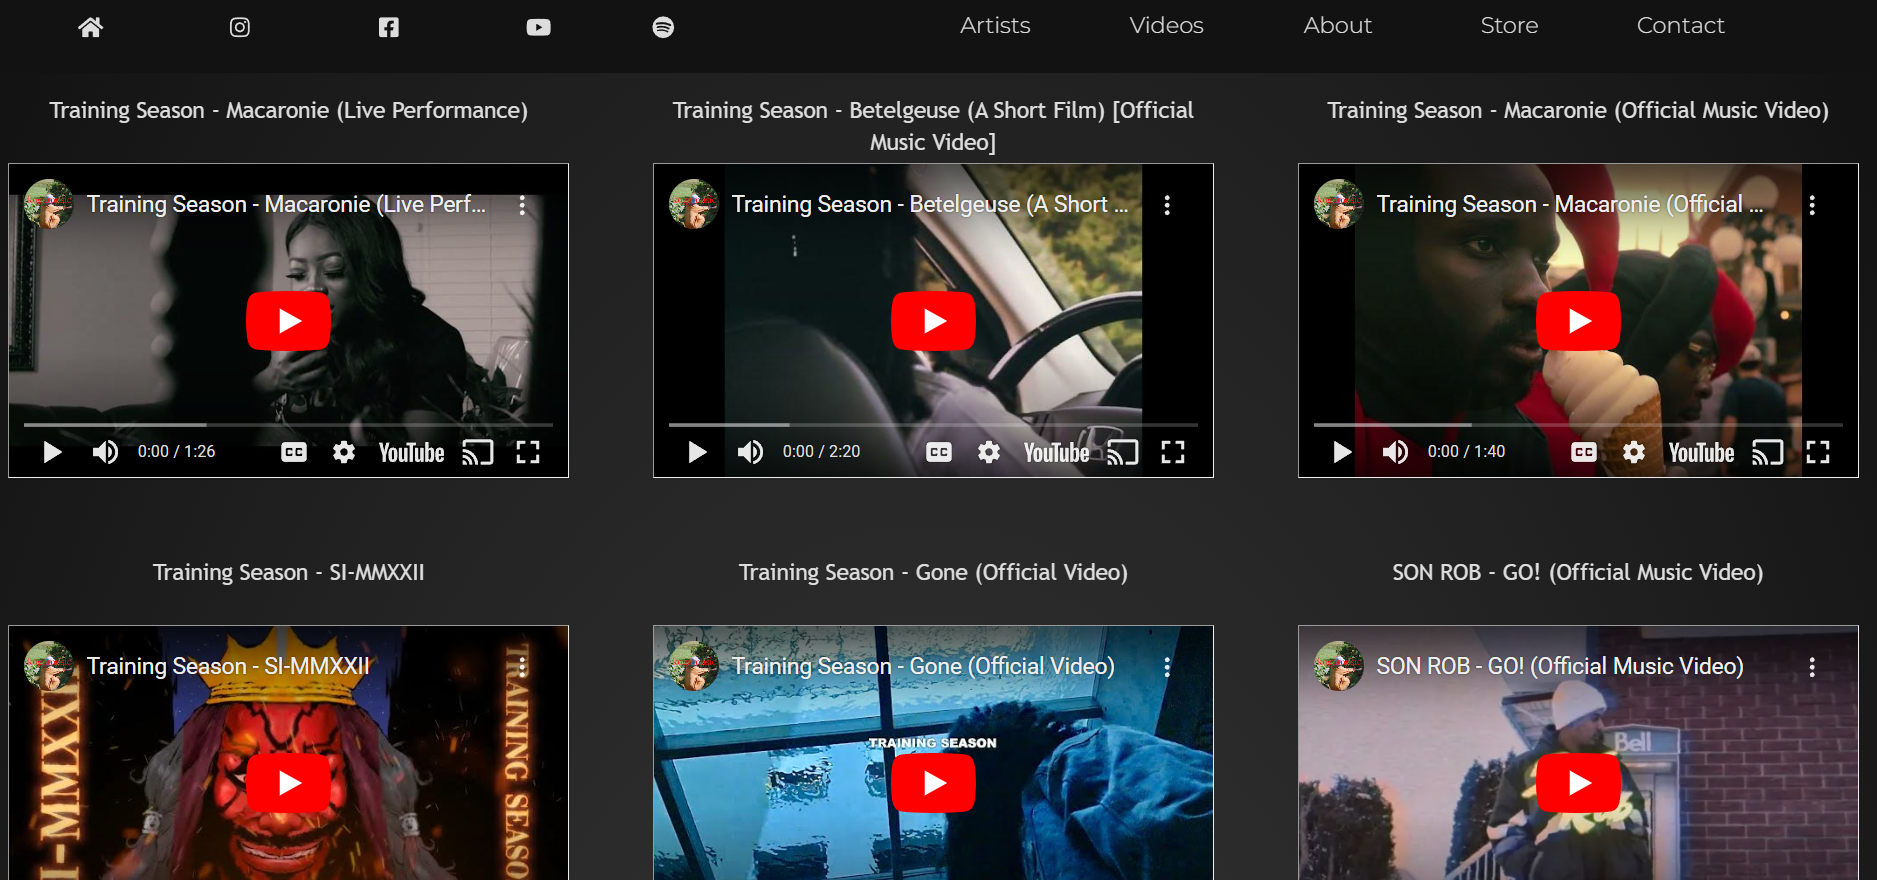 Artists
Videos
About
Store
Contact
Training Season - Macaronie (Live Performance)
Training Season - Betelgeuse (A Short Film) [Official
Music Video]
Training Season - Macaronie (Official Music Video)
Training Season - Macaronie (Live Perf...
0:00 / 1:26
CC
YouTube
Training Season - Betelgeuse (A Short ...
0:00 / 2:20
CC
YouTube
Training Season - Macaronie (Official ...
0:00 / 1:40
CC
YouTube
Training Season - SI-MMXXII
Training Season - Gone (Official Video)
SON ROB - GO! (Official Music Video)
Training Season - SI-MMXXII
TRAINING SEASO
Training Season - Gone (Official Video)
TRAINING SEASON
SON ROB - GO! (Official Music Video)
Bell